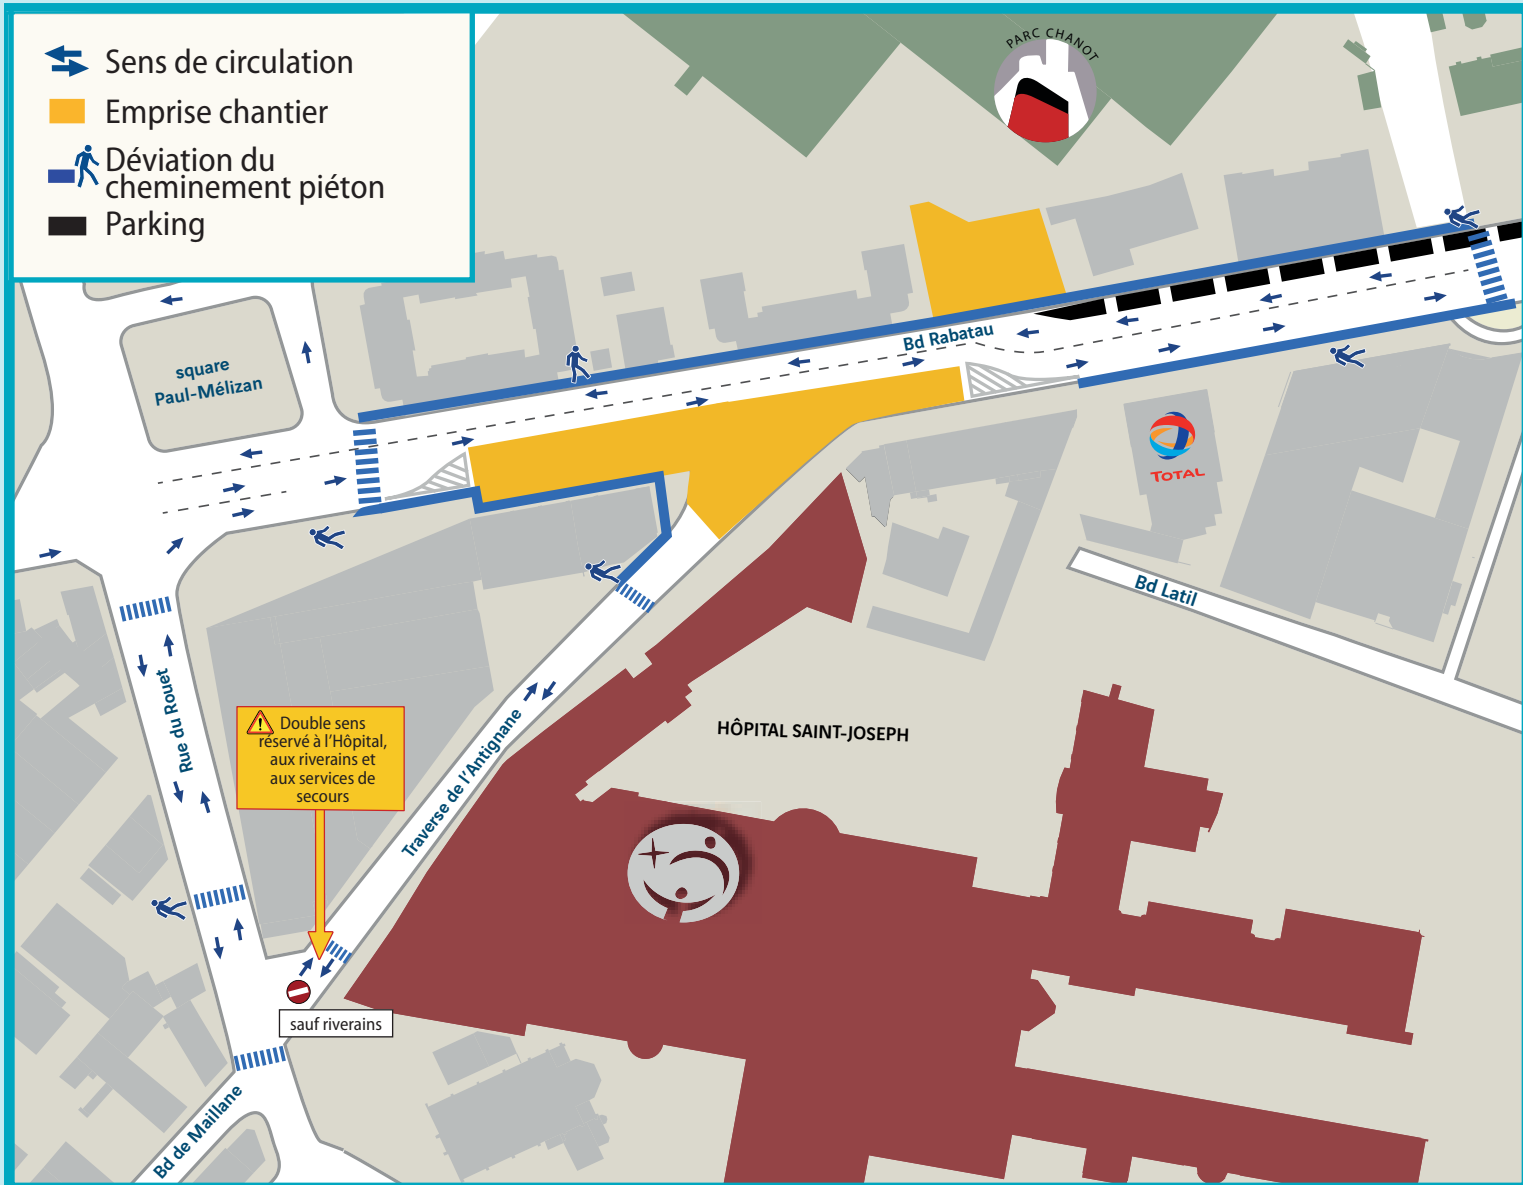 Sens de circulation
Emprise chantier
Déviation du
cheminement piéton
Parking
PARC CHANOT
square
Paul-Mélizan
Bd Rabatau
TOTAL
Bd Latil
Rue du Rouet
Double sens
réservé à l'Hôpital,
aux riverains et
aux services de
secours
Traverse de l'Antignane
HÔPITAL SAINT-JOSEPH
sauf riverains
Bd de Maillane